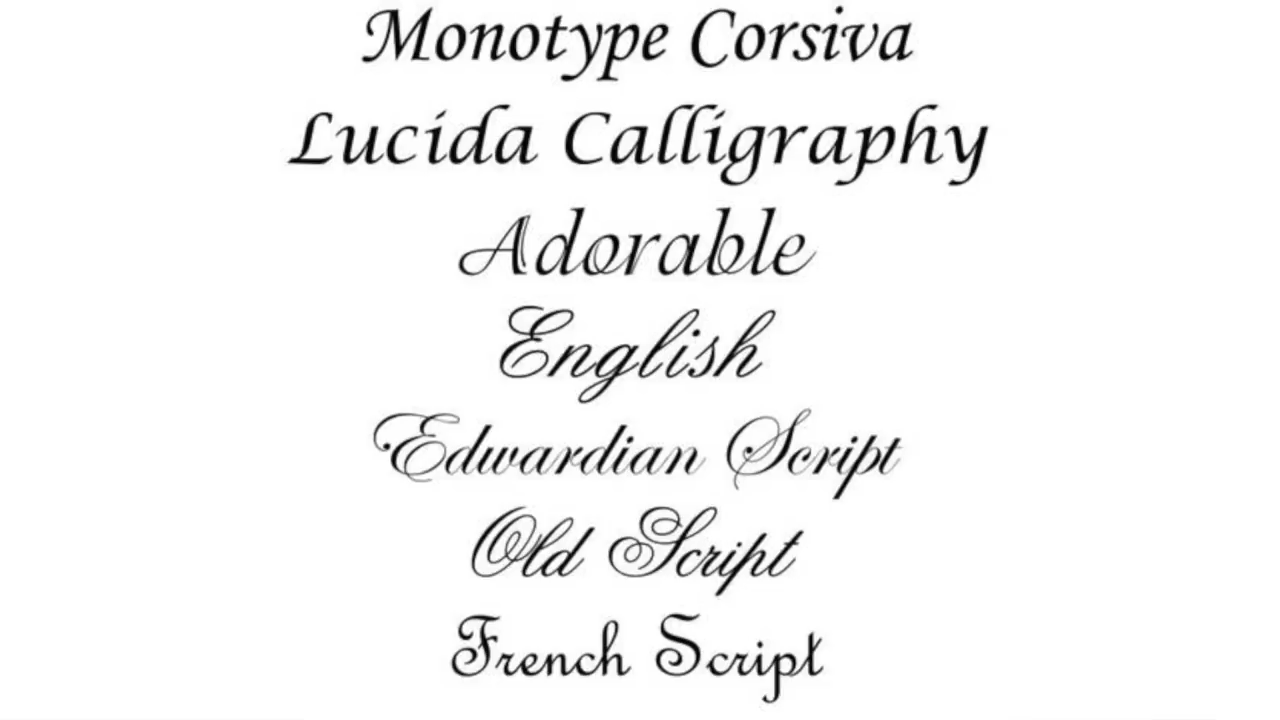 Monotype Corsiva
Lucida Calligraphy
Adorable
English
Edwardian Script
Old Script
French Script